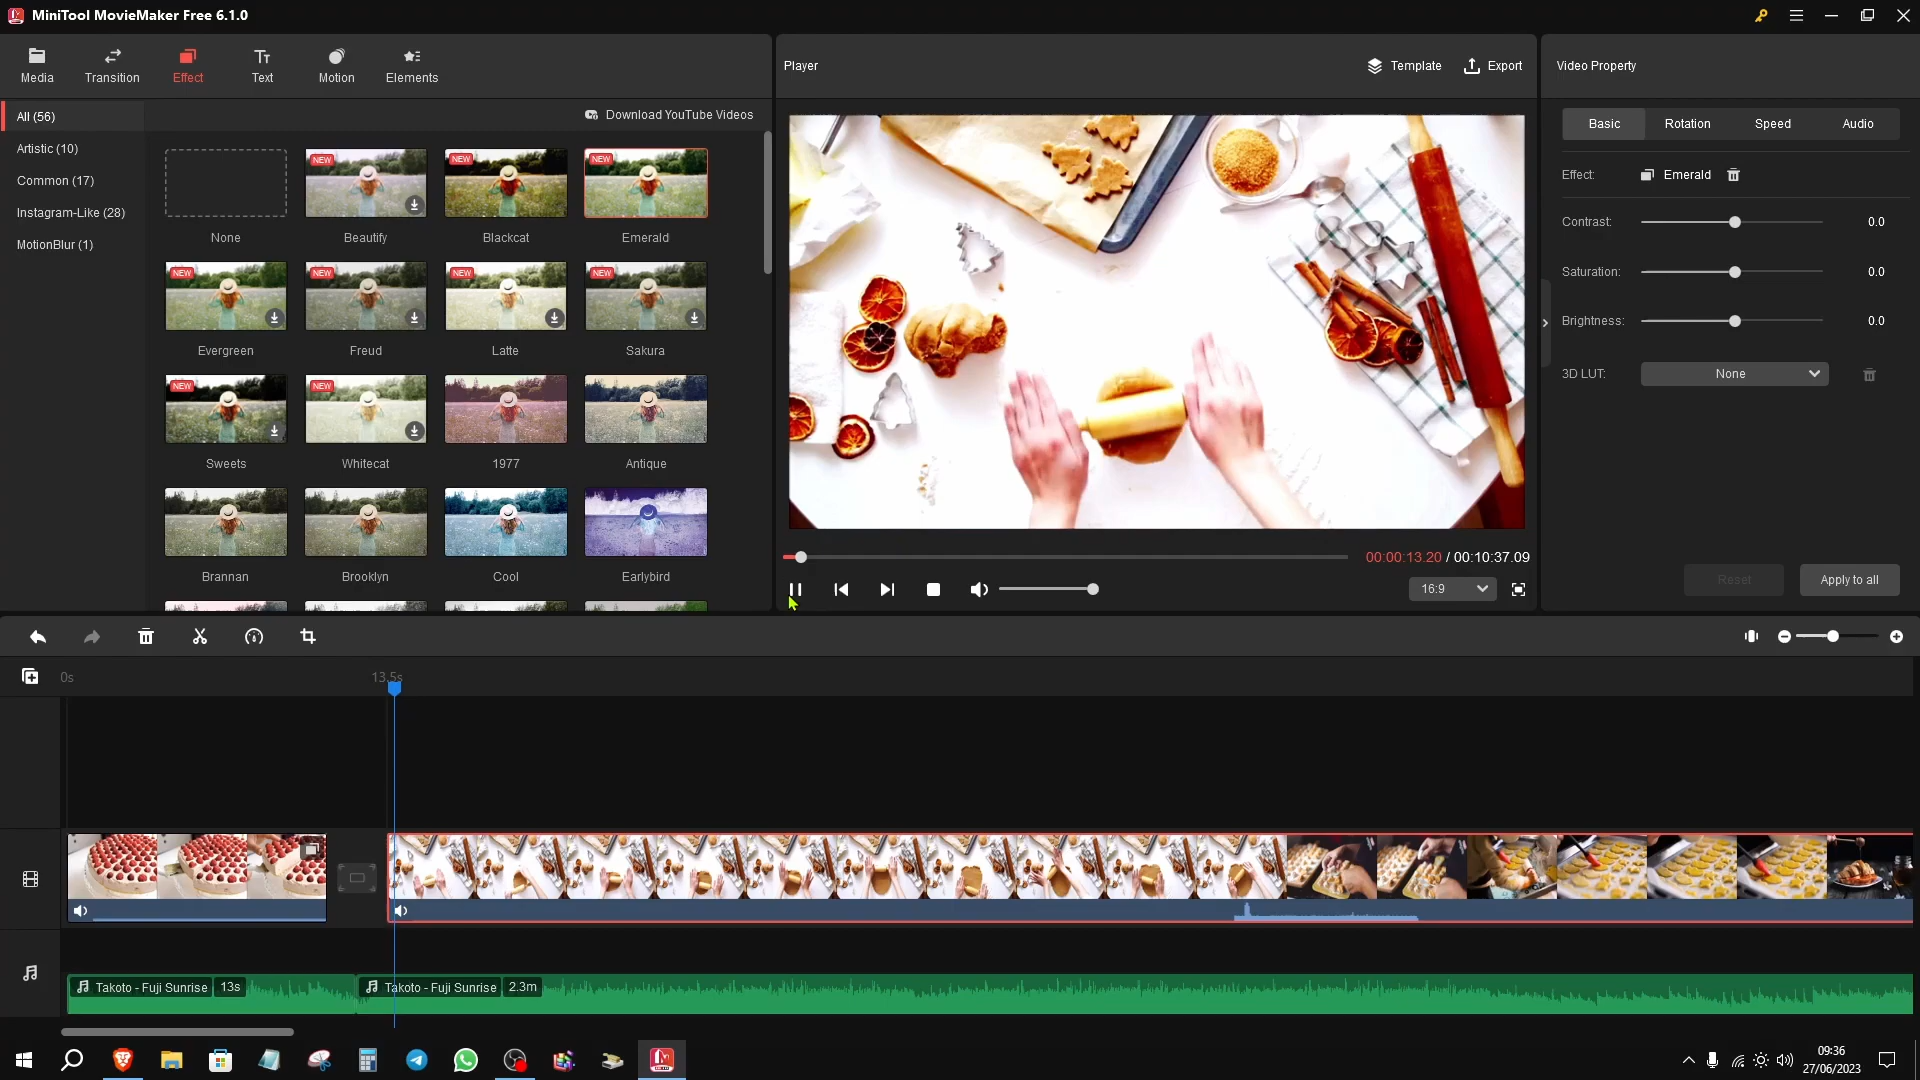 MiniTool MovieMaker Free 6.1.0
Media
Transition
Effect
Text
Motion
Elements
Player
Template
Export
Video Property
All (56)
Artistic (10)
Common (17)
Instagram-Like (28)
MotionBlur (1)
Download YouTube Videos
None
NEW
Beautify
NEW
Blackcat
NEW
Emerald
NEW
Evergreen
NEW
Freud
NEW
Latte
NEW
Sakura
NEW
Sweets
NEW
Whitecat
1977
Antique
Brannan
Brooklyn
Cool
Earlybird
00:00:13.20 / 00:10:37.09
16:9
Basic
Rotation
Speed
Audio
Effect:
Emerald
Contrast:
0.0
Saturation:
0.0
Brightness:
0.0
3D LUT:
None
Reset
Apply to all
0s
13.5s
Takoto - Fuji Sunrise
13s
Takoto - Fuji Sunrise
2.3m
09:36
27/06/2023